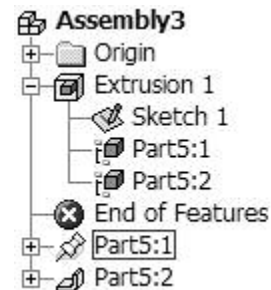 Assembly3
Origin
Extrusion 1
Sketch 1
Part5:1
Part5:2
End of Features
Part5:1
Part5:2